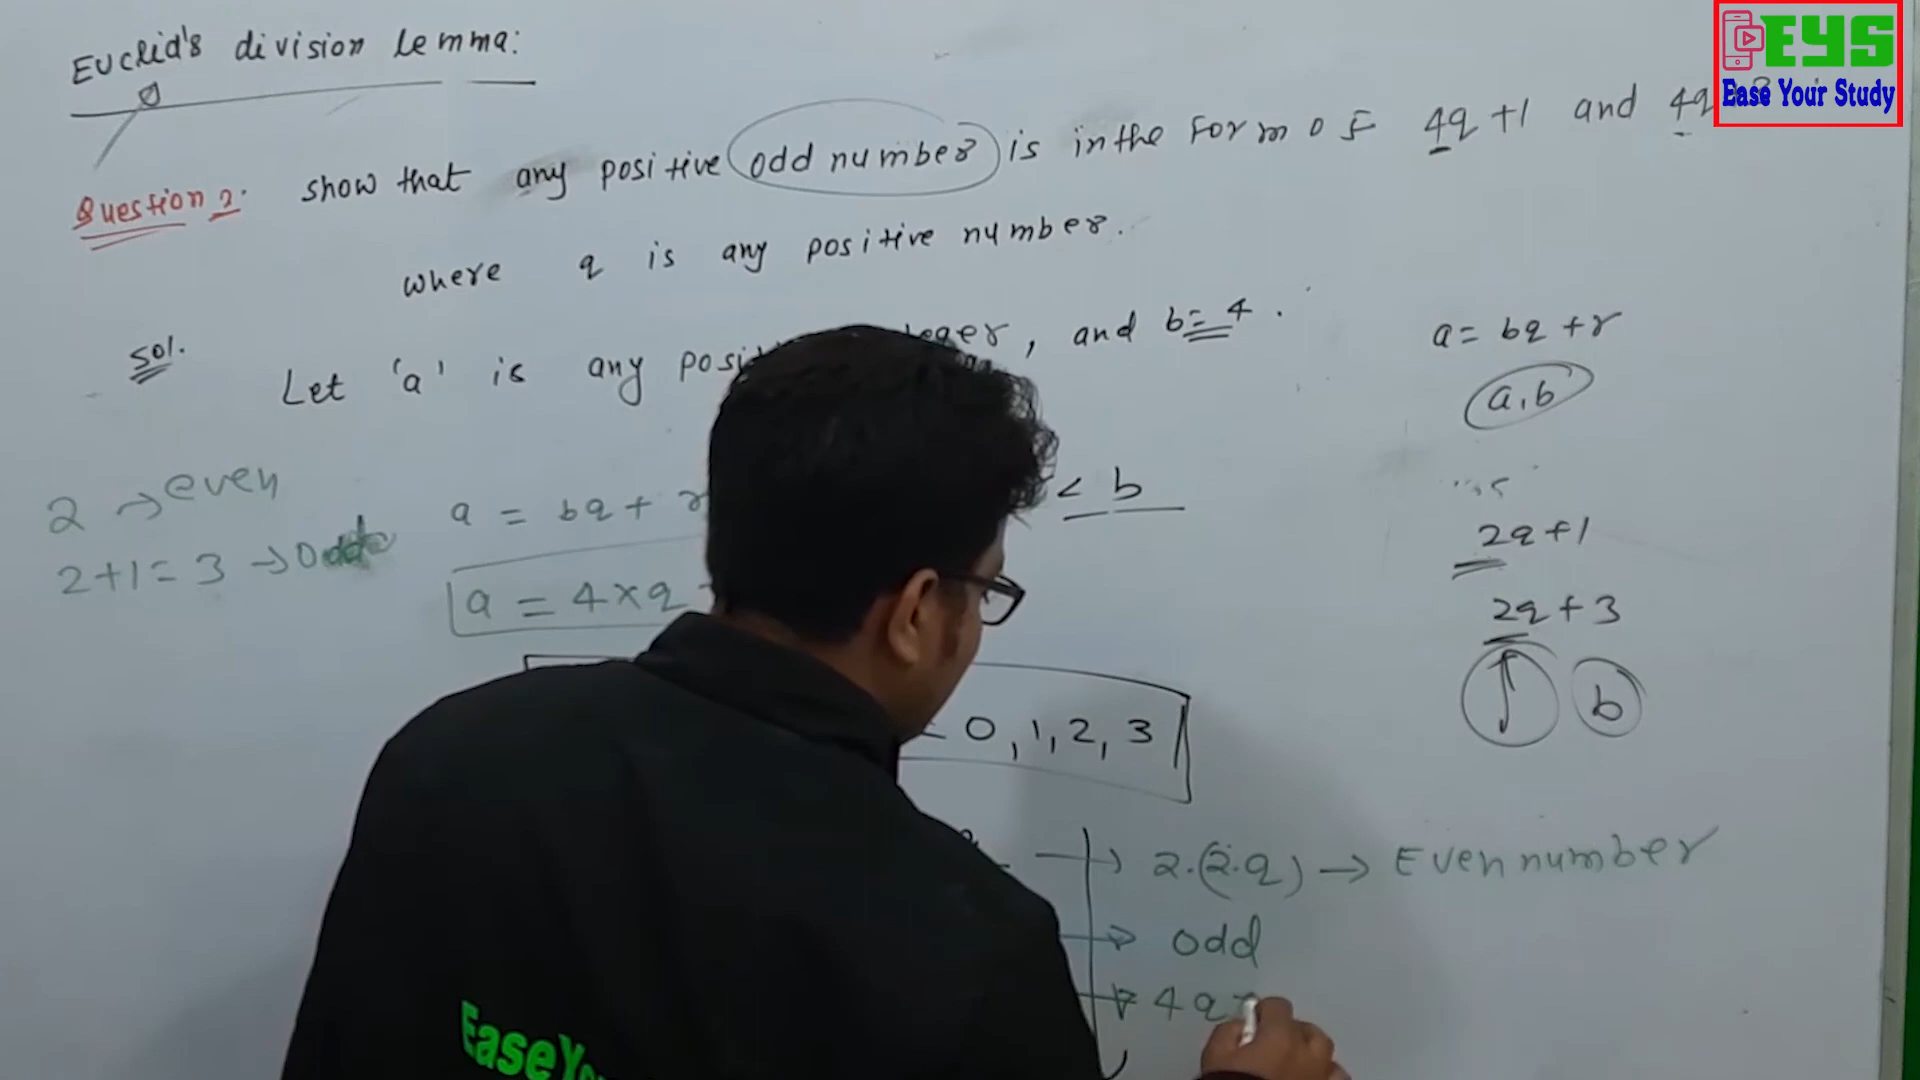 EYS
Ease Your Study
Euclid's division lemma:
Question 2. show that any positive odd number is in the form of 4q +1 and 4q
where q is any positive number.
Sol.
Let 'a' is any and b = 4 .
a = bq + r
a, b
2 → even
2+1 = 3 → odd
a = bq + r < b
a = 4 × q
2q + 1
2q + 3
b
= 0, 1, 2, 3
→ 2.(2.q) → Even number
→ odd
→ 4q